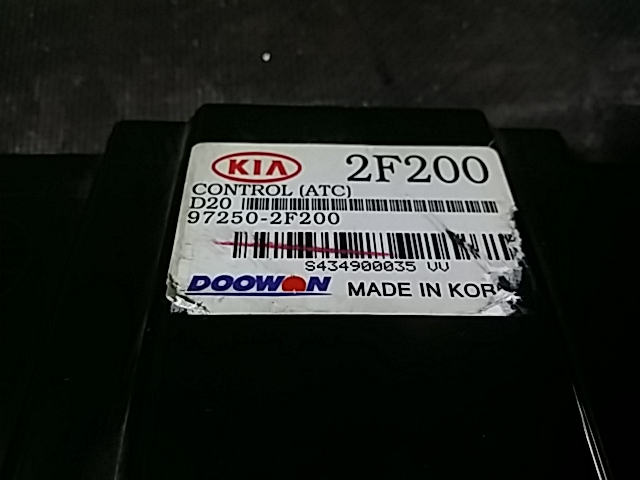 KIA 2F200
CONTROL (ATC)
D20
97250-2F200
S434900035 VV
DOOWON MADE IN KOR